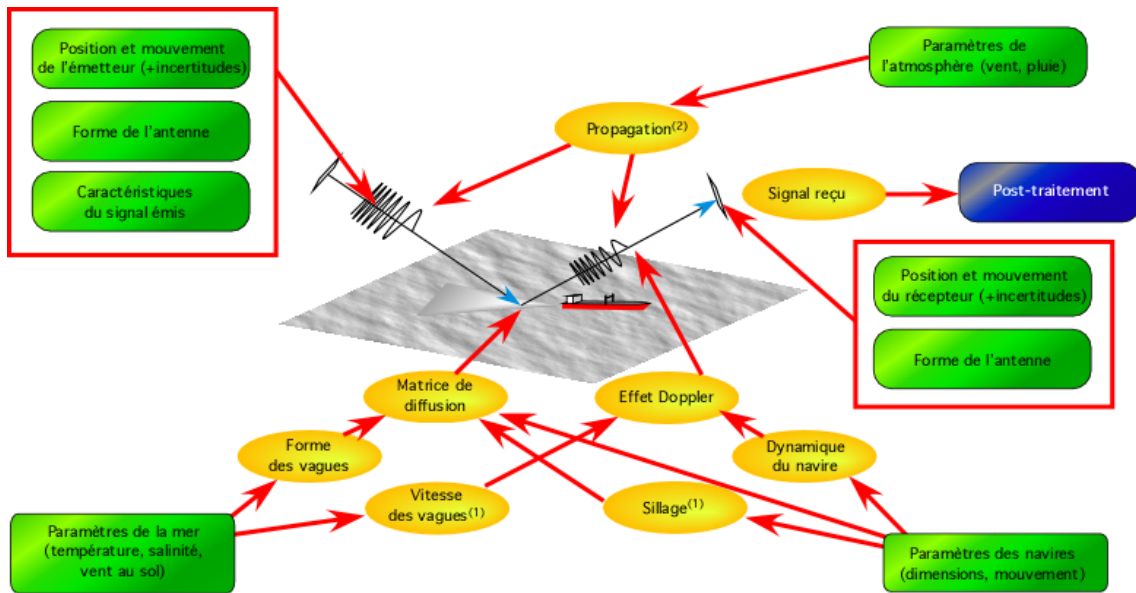 Position et mouvement
de l'émetteur (+incertitudes)
Forme de l'antenne
Caractéristiques
du signal émis
Paramètres de
l'atmosphère (vent, pluie)
Propagation(2)
Signal reçu
Post-traitement
Position et mouvement
du récepteur (+incertitudes)
Forme de l'antenne
Matrice de
diffusion
Effet Doppler
Forme
des vagues
Dynamique
du navire
Vitesse
des vagues(1)
Sillage(1)
Paramètres de la mer
(température, salinité,
vent au sol)
Paramètres des navires
(dimensions, mouvement)